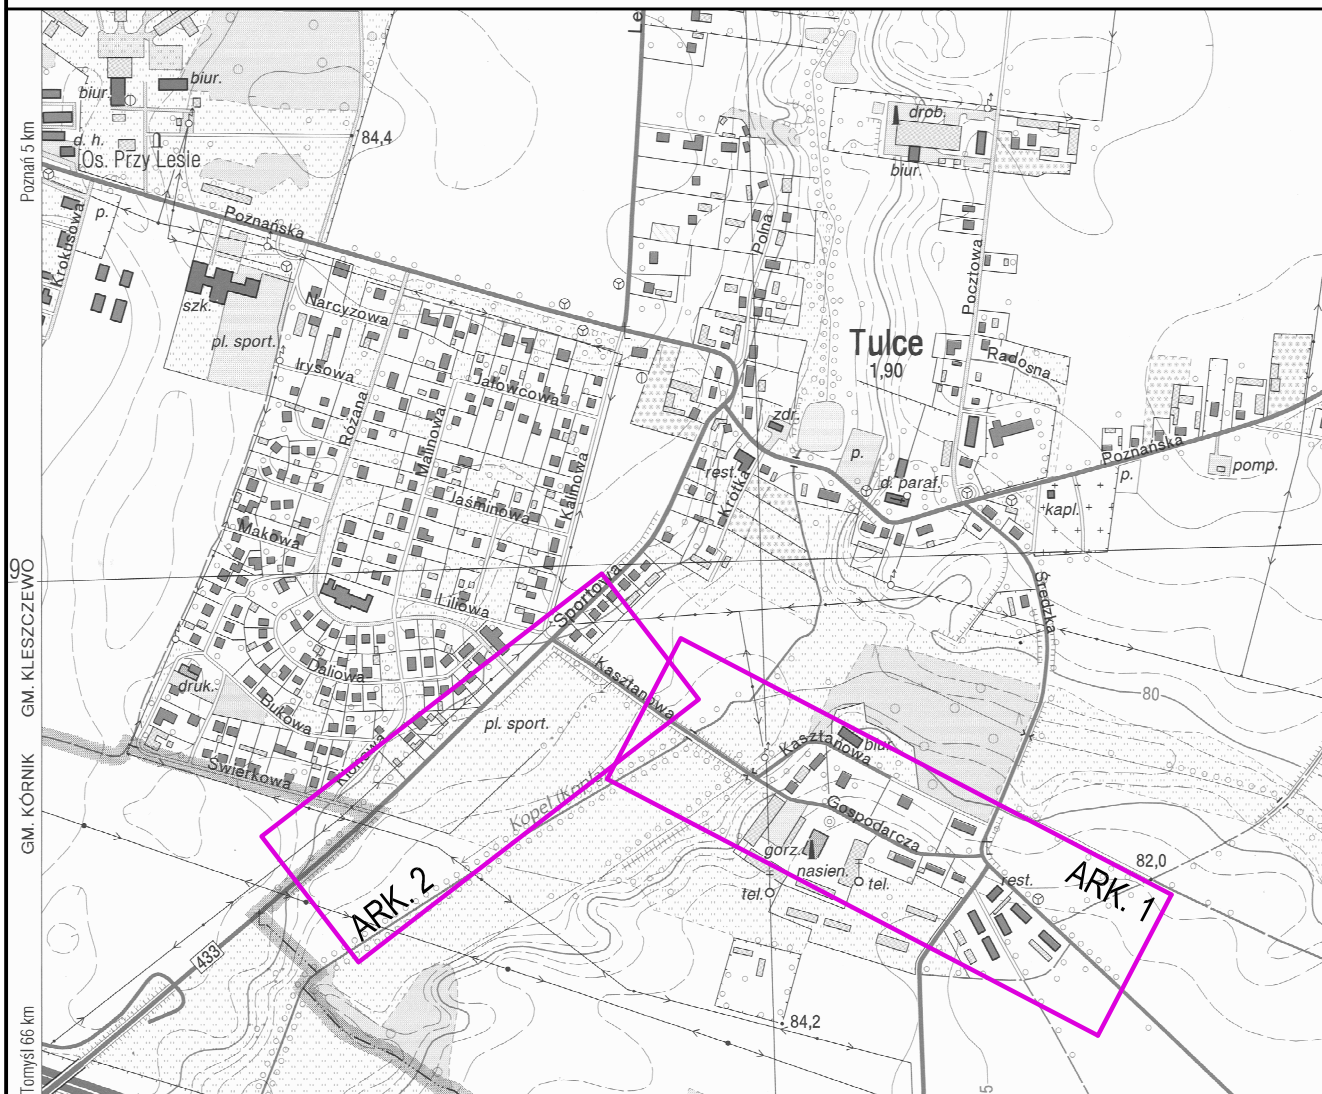 Le
biur.
biur.
drob.
84,4
d. h.
Os. Przy Lesie
Poznań 5 km
biur.
p.
Poznańska
Krokusowa
Polna
Pocztowa
szk.
Narcyzowa
pl. sport.
Tulce
1,90
Radosna
Irysowa
Jałowcowa
Różana
Malinowa
zdr.
Poznańska
p.
rest.
p.
pomp.
Kalinowa
Krótka
d. paraf.
Jaśminowa
kapl.
Makowa
9
GM. KLESZCZEWO
Sportowa
Średzka
Liliowa
Daliowa
Kasztanowa
druk.
80
Bukowa
pl. sport.
Kasztanowa
biur.
GM. KÓRNIK
Świerkowa
Gospodarcza
gorz.
82,0
nasien.
rest.
ARK. 1
tel.
tel.
ARK. 2
433
84,2
Tomyśl 66 km
5